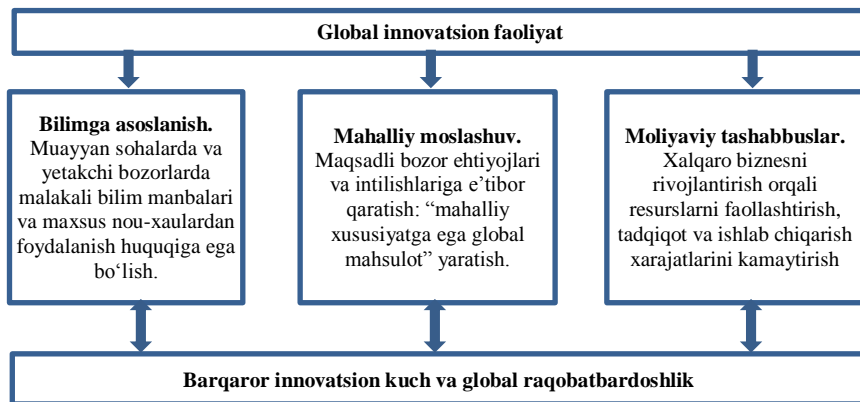 Global innovatsion faoliyat
Bilimga asoslanish.
Muayyan sohalarda va
yetakchi bozorlarda
malakali bilim manbalari
va maxsus nou-xaulardan
foydalanish huquqiga ega
bo‘lish.
Mahalliy moslashuv.
Maqsadli bozor ehtiyojlari
va intilishlariga e’tibor
qaratish: “mahalliy
xususiyatga ega global
mahsulot” yaratish.
Moliyaviy tashabbuslar.
Xalqaro biznesni
rivojlantirish orqali
resurslarni faollashtirish,
tadqiqot va ishlab chiqarish
xarajatlarini kamaytirish
Barqaror innovatsion kuch va global raqobatbardoshlik